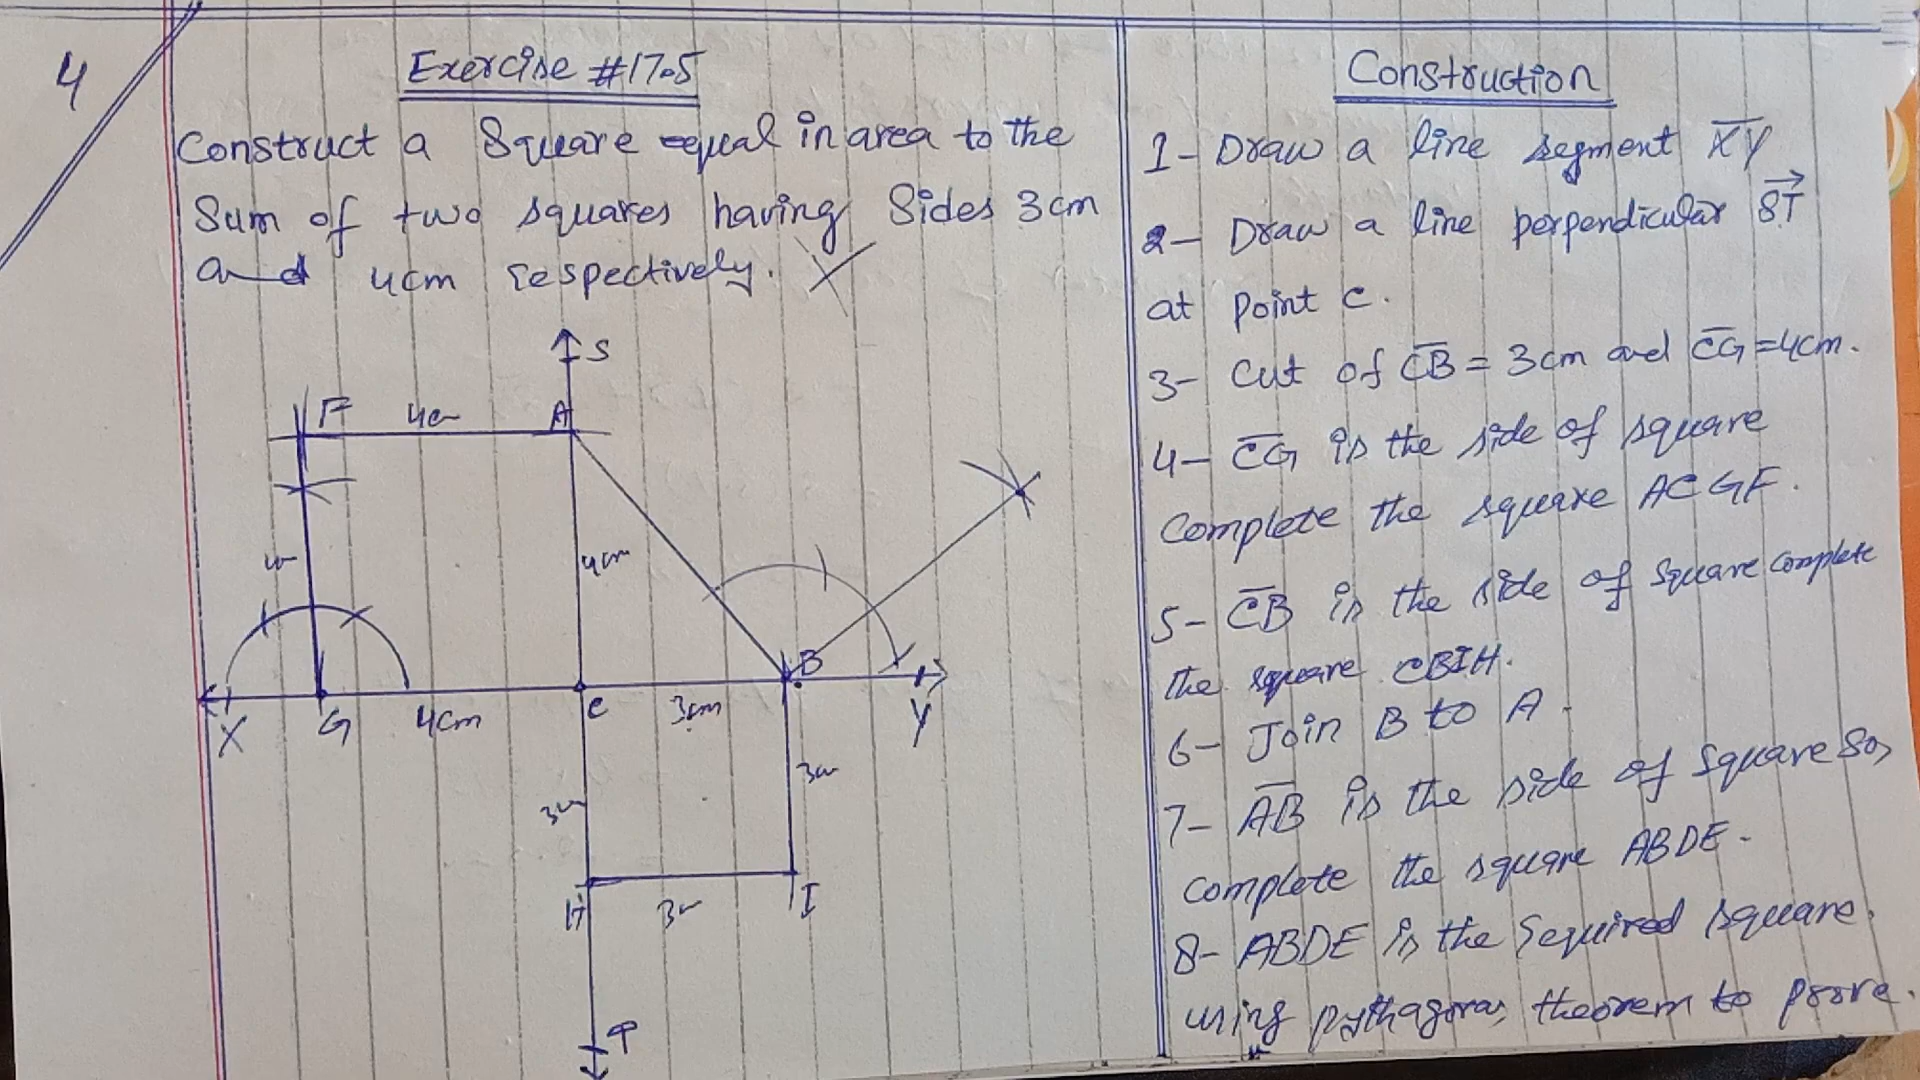 4
Exercise #17.5
Construct a Square equal in area to the
Sum of two squares having Sides 3cm
and 4cm respectively.
S
F 4cm A
4cm
B
X G 4cm C 3cm Y
3cm 3cm
H 3cm I
T
Construction
1- Draw a line segment XY
2- Draw a line perpendicular ST
at point C.
3- Cut of CB = 3cm and CG = 4cm.
4- CG is the side of square
Complete the square ACGF.
5- CB is the side of Square complete
the square CBIH.
6- Join B to A.
7- AB is the side of Square So,
complete the square ABDE.
8- ABDE is the required square.
using pythagoras theorem to prove.